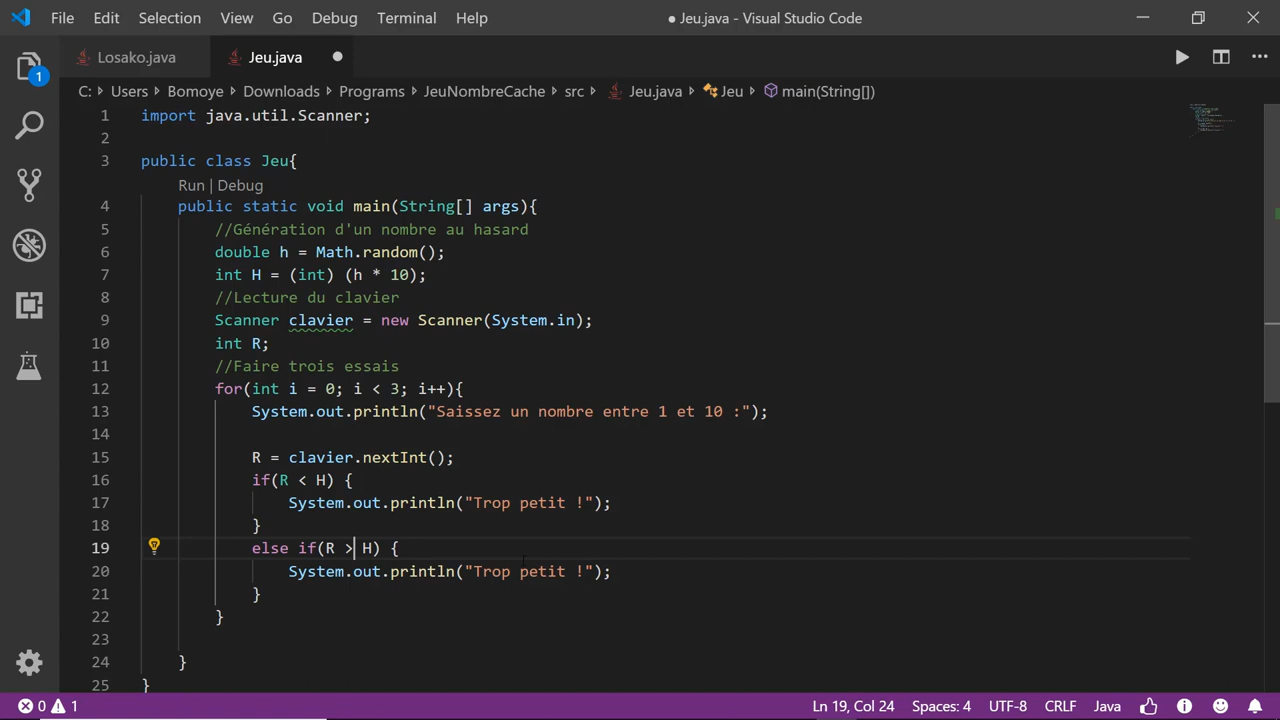 File Edit Selection View Go Debug Terminal Help ● Jeu.java - Visual Studio Code
Losako.java Jeu.java
C: > Users > Bomoye > Downloads > Programs > JeuNombreCache > src > Jeu.java > Jeu > main(String[])
1 import java.util.Scanner;
2
3 public class Jeu{
Run | Debug
4 public static void main(String[] args){
5 //Génération d'un nombre au hasard
6 double h = Math.random();
7 int H = (int) (h * 10);
8 //Lecture du clavier
9 Scanner clavier = new Scanner(System.in);
10 int R;
11 //Faire trois essais
12 for(int i = 0; i < 3; i++){
13 System.out.println("Saissez un nombre entre 1 et 10 :");
14
15 R = clavier.nextInt();
16 if(R < H) {
17 System.out.println("Trop petit !");
18 }
19 else if(R > H) {
20 System.out.println("Trop petit !");
21 }
22 }
23
24 }
25 }
1
0 1 Ln 19, Col 24 Spaces: 4 UTF-8 CRLF Java